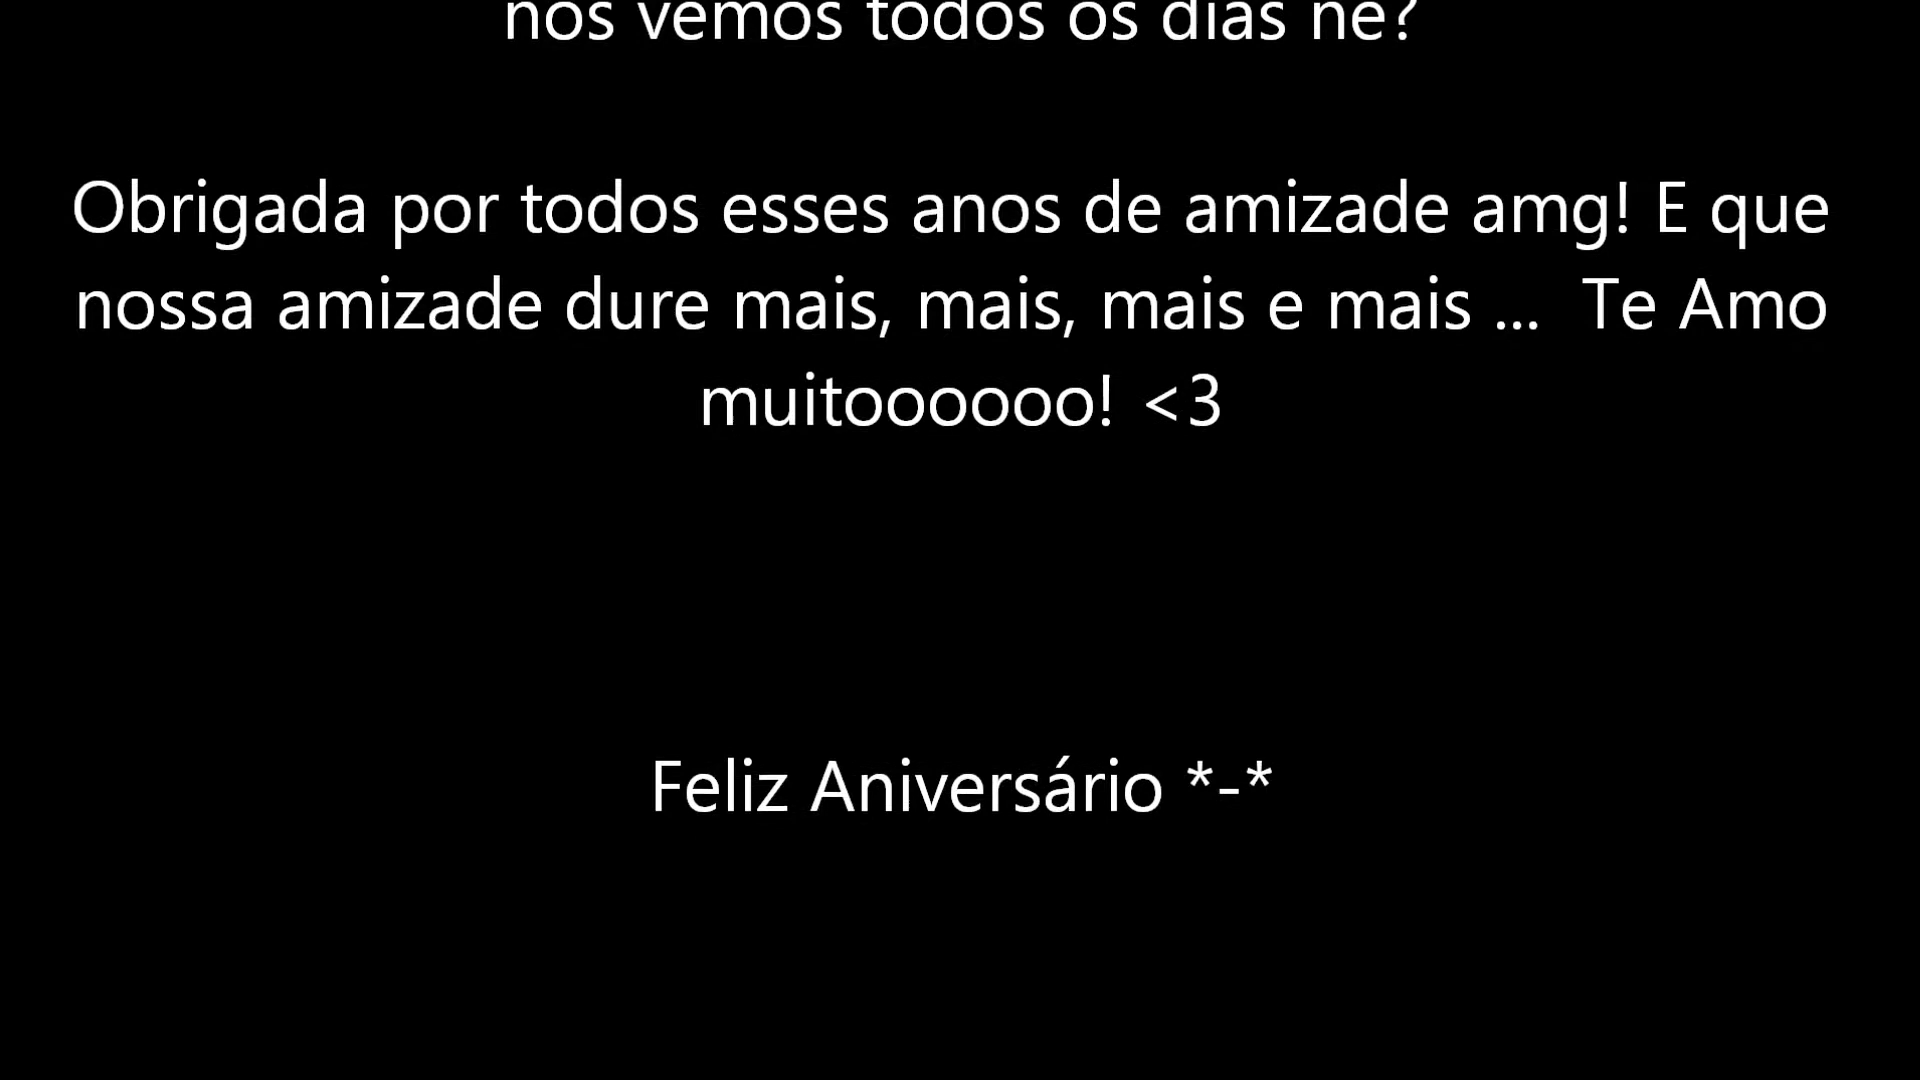 nos vemos todos os dias né?
Obrigada por todos esses anos de amizade amg! E que
nossa amizade dure mais, mais, mais e mais ...  Te Amo
muitoooooo! <3
Feliz Aniversário *-*